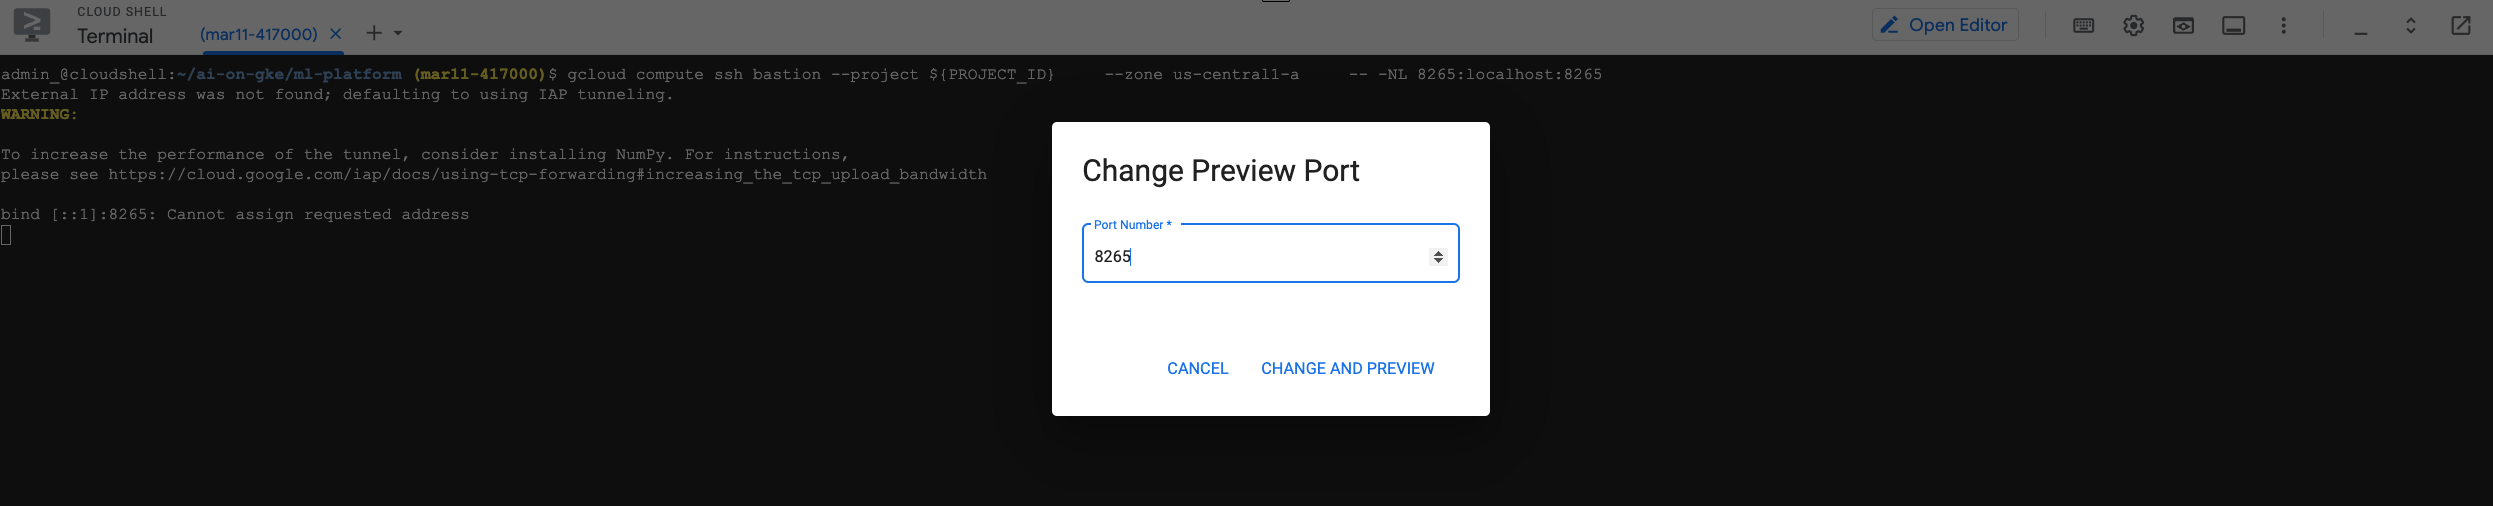 CLOUD SHELL
Terminal
(mar11-417000)
Open Editor
admin_@cloudshell:~/ai-on-gke/ml-platform (mar11-417000)$ gcloud compute ssh bastion --project ${PROJECT_ID}     --zone us-central1-a     -- -NL 8265:localhost:8265
External IP address was not found; defaulting to using IAP tunneling.
WARNING:
To increase the performance of the tunnel, consider installing NumPy. For instructions,
please see https://cloud.google.com/iap/docs/using-tcp-forwarding#increasing_the_tcp_upload_bandwidth
bind [::1]:8265: Cannot assign requested address
Change Preview Port
Port Number *
8265
CANCEL
CHANGE AND PREVIEW